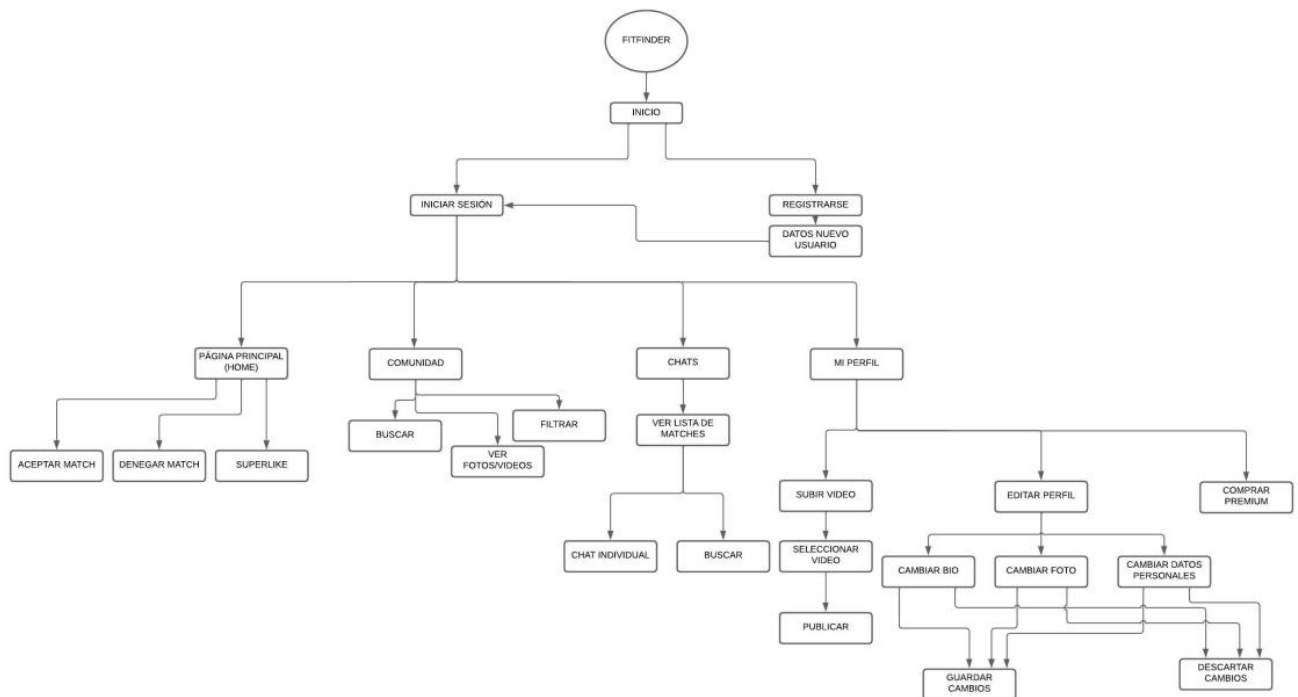 FITFINDER
INICIO
INICIAR SESIÓN
REGISTRARSE
DATOS NUEVO
USUARIO
PÁGINA PRINCIPAL
(HOME)
COMUNIDAD
CHATS
MI PERFIL
ACEPTAR MATCH
DENEGAR MATCH
SUPERLIKE
BUSCAR
VER
FOTOS/VIDEOS
FILTRAR
VER LISTA DE
MATCHES
CHAT INDIVIDUAL
BUSCAR
SUBIR VIDEO
SELECCIONAR
VIDEO
PUBLICAR
EDITAR PERFIL
COMPRAR
PREMIUM
CAMBIAR BIO
CAMBIAR FOTO
CAMBIAR DATOS
PERSONALES
GUARDAR
CAMBIOS
DESCARTAR
CAMBIOS